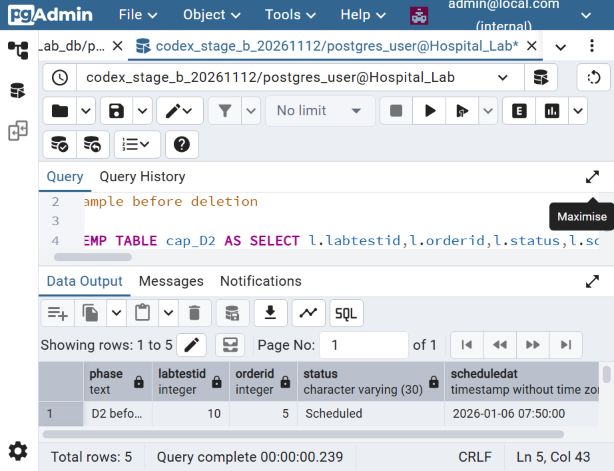 pgAdmin File Object Tools Help admin@local.com (internal)
_ab_db/p... codex_stage_b_20261112/postgres_user@Hospital_Lab*
codex_stage_b_20261112/postgres_user@Hospital_Lab
No limit
E
Query Query History
2 ample before deletion
3
Maximise
4 EMP TABLE cap_D2 AS SELECT l.labtestid,l.orderid,l.status,l.sc
Data Output Messages Notifications
SQL
Showing rows: 1 to 5 Page No: 1 of 1
phase labtestid orderid status scheduledat
text integer integer character varying (30) timestamp without time zo
1 D2 befo... 10 5 Scheduled 2026-01-06 07:50:00
Total rows: 5 Query complete 00:00:00.239 CRLF Ln 5, Col 43